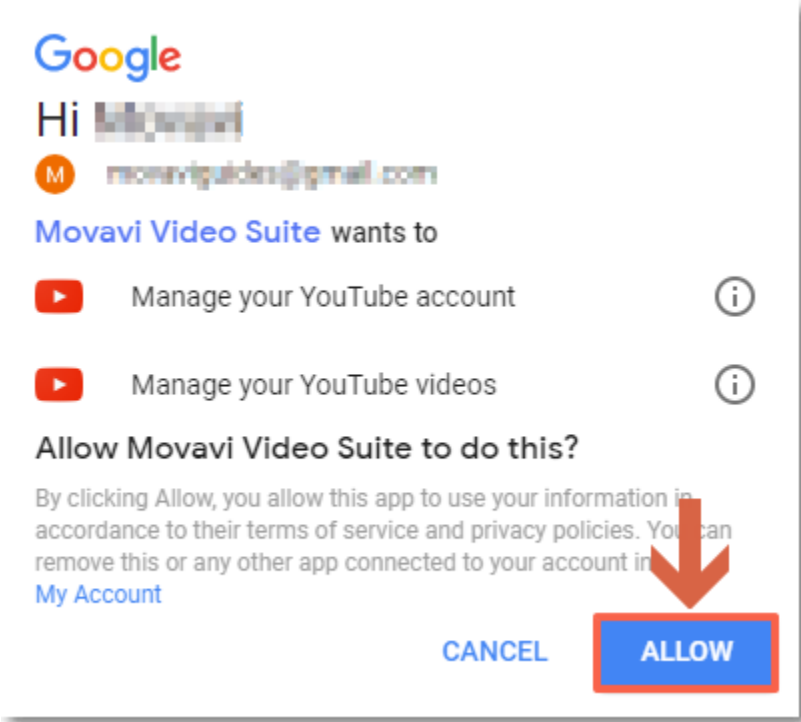 Google
Hi
M
Movavi Video Suite wants to
Manage your YouTube account
i
Manage your YouTube videos
i
Allow Movavi Video Suite to do this?
By clicking Allow, you allow this app to use your information in
accordance to their terms of service and privacy policies. You can
remove this or any other app connected to your account in
My Account
CANCEL ALLOW